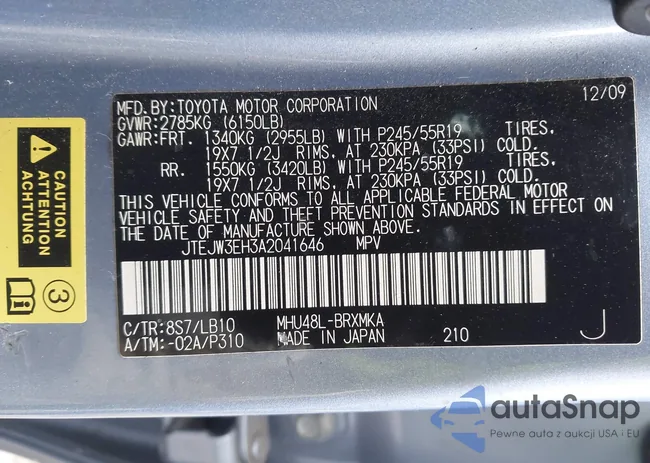 MFD.BY:TOYOTA MOTOR CORPORATION 12/09
GVWR:2785KG (6150LB)
GAWR:FRT. 1340KG (2955LB) WITH P245/55R19 TIRES.
19X7 1/2J RIMS, AT 230KPA (33PSI) COLD.
RR. 1550KG (3420LB) WITH P245/55R19 TIRES.
19X7 1/2J RIMS, AT 230KPA (33PSI) COLD.
THIS VEHICLE CONFORMS TO ALL APPLICABLE FEDERAL MOTOR
VEHICLE SAFETY AND THEFT PREVENTION STANDARDS IN EFFECT ON
THE DATE OF MANUFACTURE SHOWN ABOVE.
JTEJW3EH3A2041646 MPV
C/TR:8S7/LB10 MHU48L-BRXMKA
A/TM:-02A/P310 MADE IN JAPAN 210 J
CAUTION
ATTENTION
ACHTUNG
3
autoSnap
Pewne auta z aukcji USA i EU